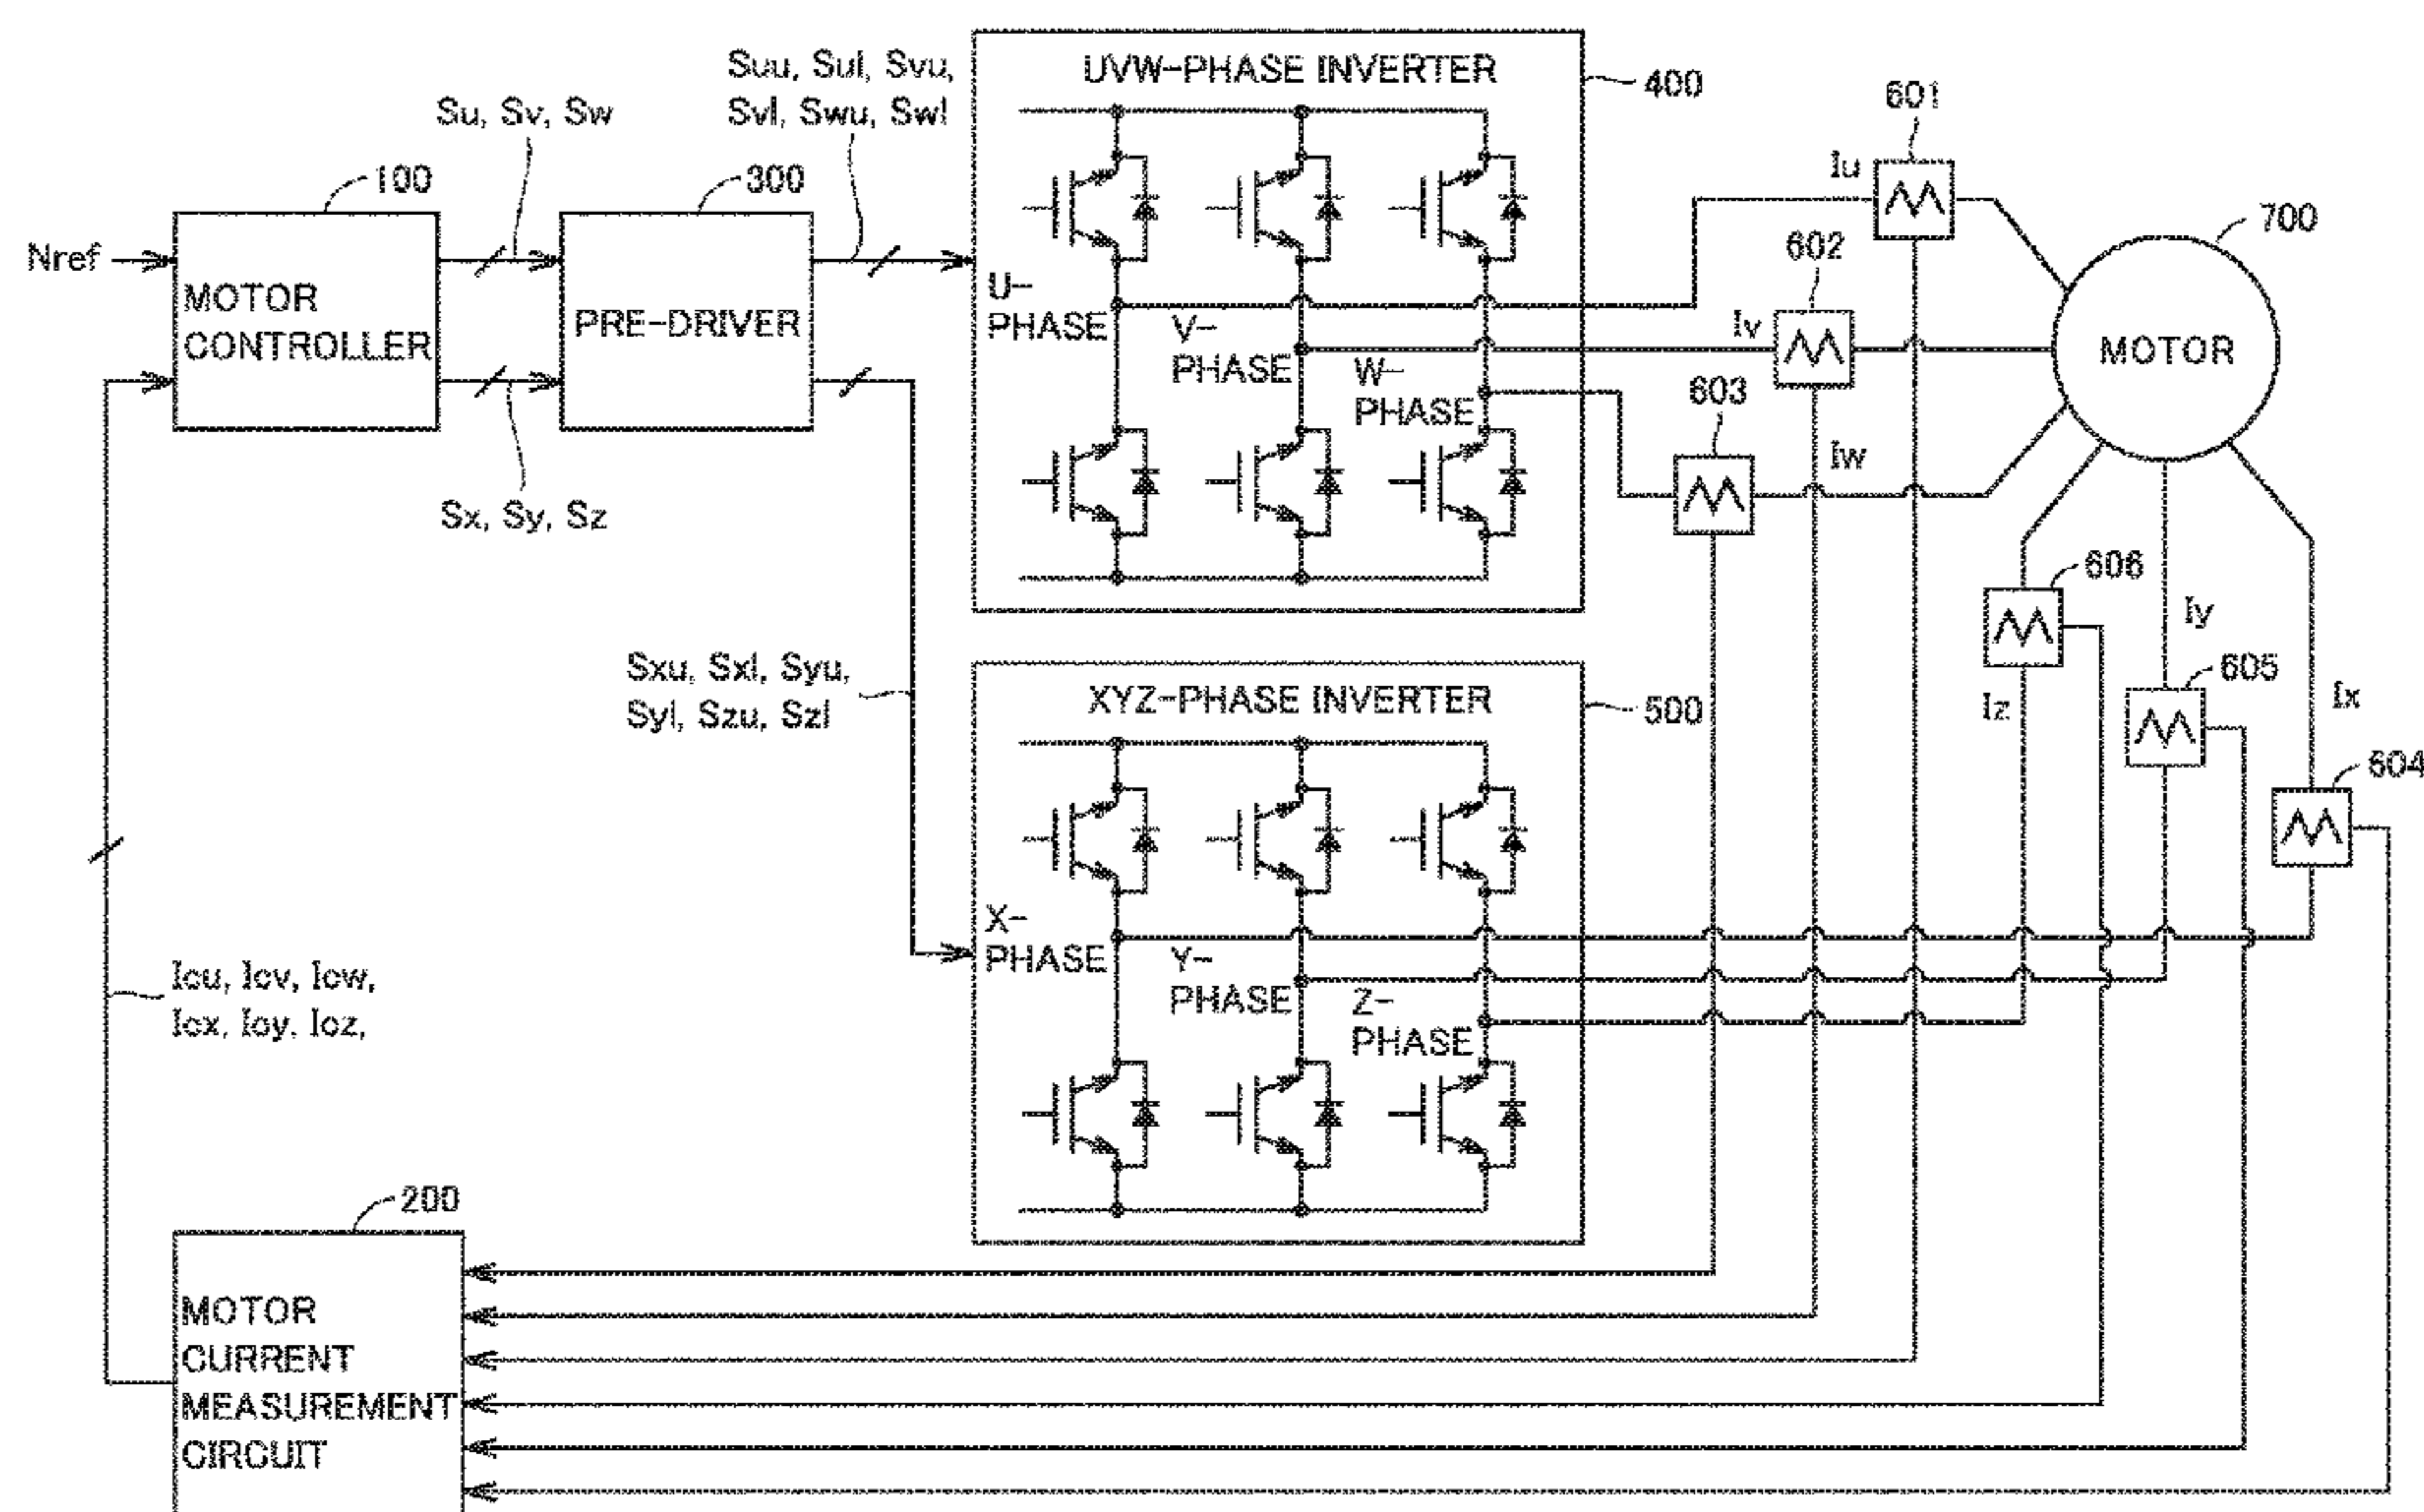 Suu, Sul, Svu,
Svl, Swu, Swl
Su, Sv, Sw
100
300
Nref
MOTOR
CONTROLLER
PRE-DRIVER
Sx, Sy, Sz
UVW-PHASE INVERTER
400
U-
PHASE
V-
PHASE
W-
PHASE
601
Iu
602
Iv
603
Iw
700
MOTOR
606
Iy
605
Iz
Ix
604
Sxu, Sxl, Syu,
Syl, Szu, Szl
XYZ-PHASE INVERTER
500
X-
PHASE
Y-
PHASE
Z-
PHASE
Icu, Icv, Icw,
Icx, Icy, Icz,
200
MOTOR
CURRENT
MEASUREMENT
CIRCUIT